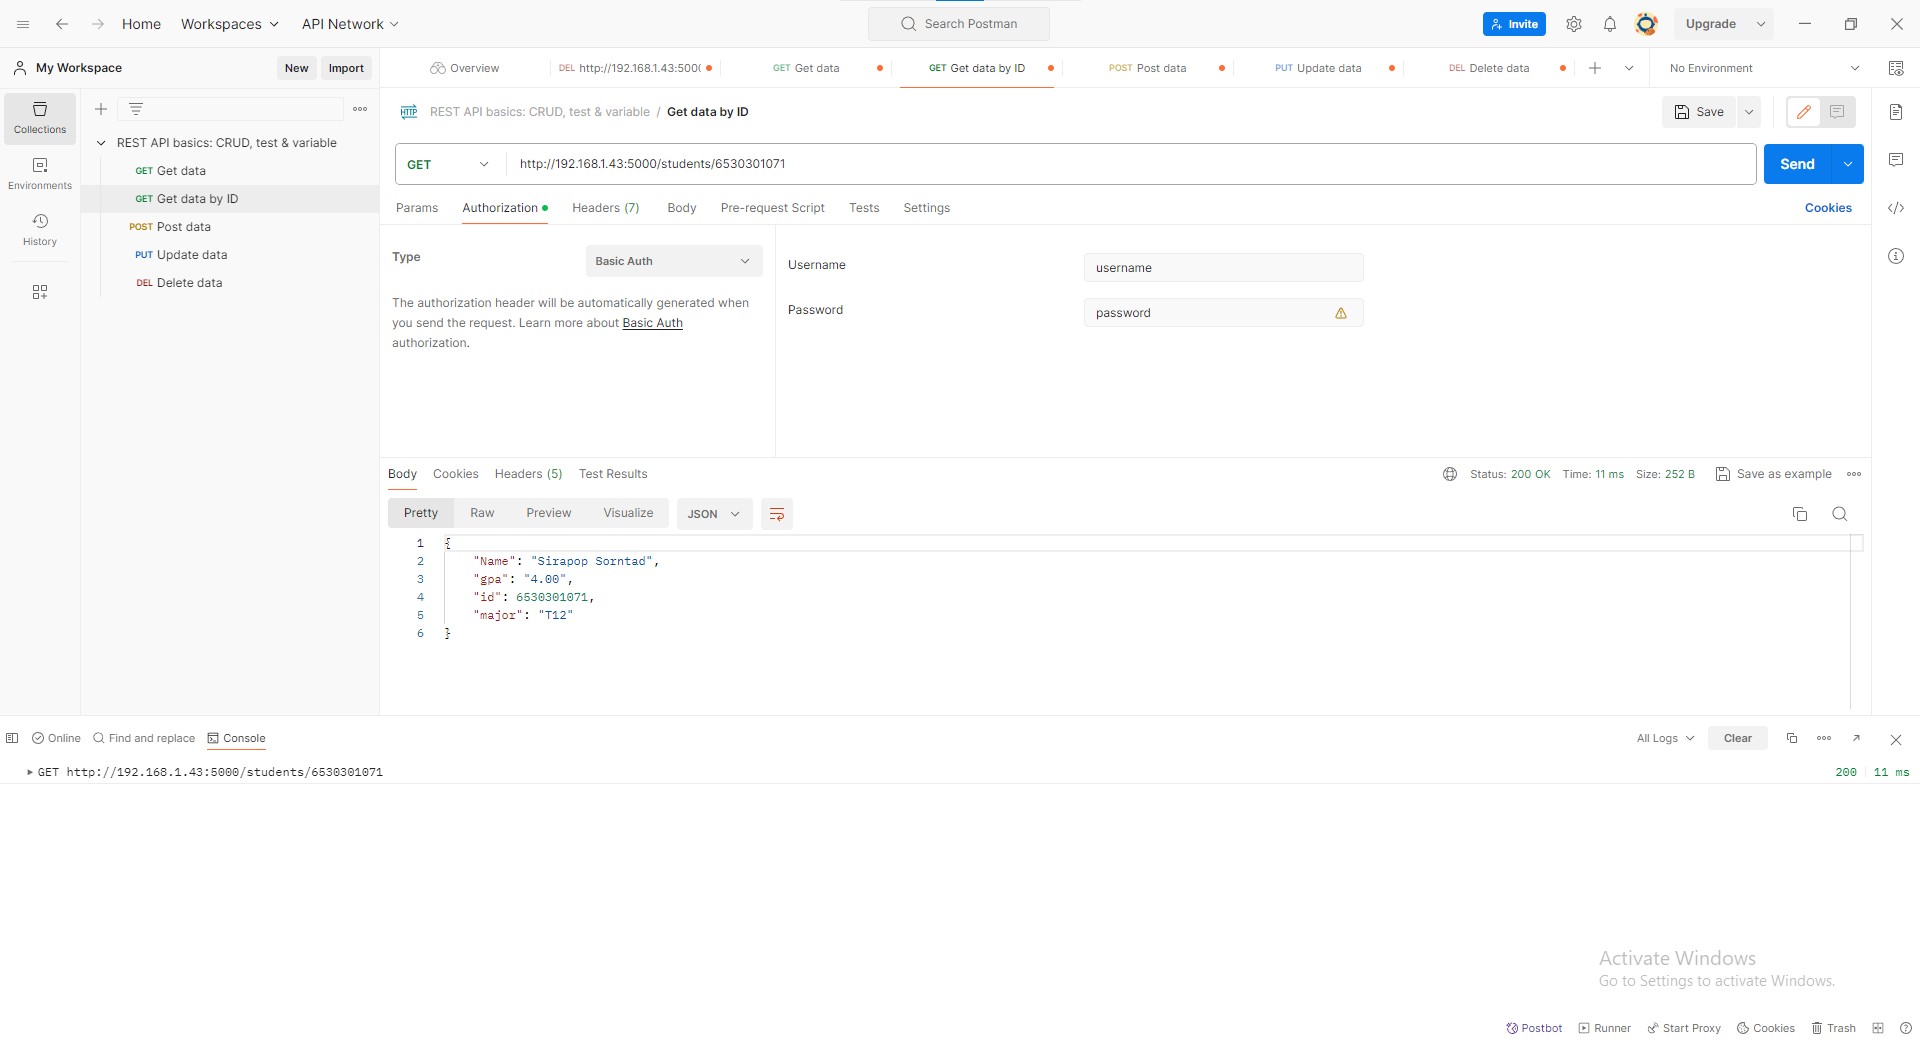 Home Workspaces API Network Search Postman Invite Upgrade
My Workspace New Import Overview DEL http://192.168.1.43:500( GET Get data GET Get data by ID POST Post data PUT Update data DEL Delete data No Environment
Collections
Environments
History
REST API basics: CRUD, test & variable
GET Get data
GET Get data by ID
POST Post data
PUT Update data
DEL Delete data
HTTP REST API basics: CRUD, test & variable / Get data by ID Save
GET http://192.168.1.43:5000/students/6530301071 Send
Params Authorization Headers (7) Body Pre-request Script Tests Settings Cookies
Type Basic Auth
The authorization header will be automatically generated when
you send the request. Learn more about Basic Auth
authorization.
Username username
Password password
Body Cookies Headers (5) Test Results Status: 200 OK Time: 11 ms Size: 252 B Save as example
Pretty Raw Preview Visualize JSON
1 {
2 "Name": "Sirapop Sorntad",
3 "gpa": "4.00",
4 "id": 6530301071,
5 "major": "T12"
6 }
Online Find and replace Console All Logs Clear
GET http://192.168.1.43:5000/students/6530301071 200 11 ms
Activate Windows
Go to Settings to activate Windows.
Postbot Runner Start Proxy Cookies Trash